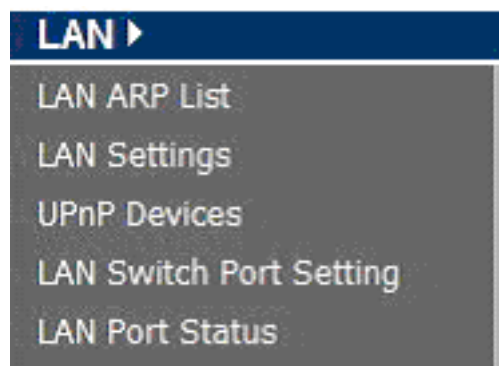 LAN
LAN ARP List
LAN Settings
UPnP Devices
LAN Switch Port Setting
LAN Port Status